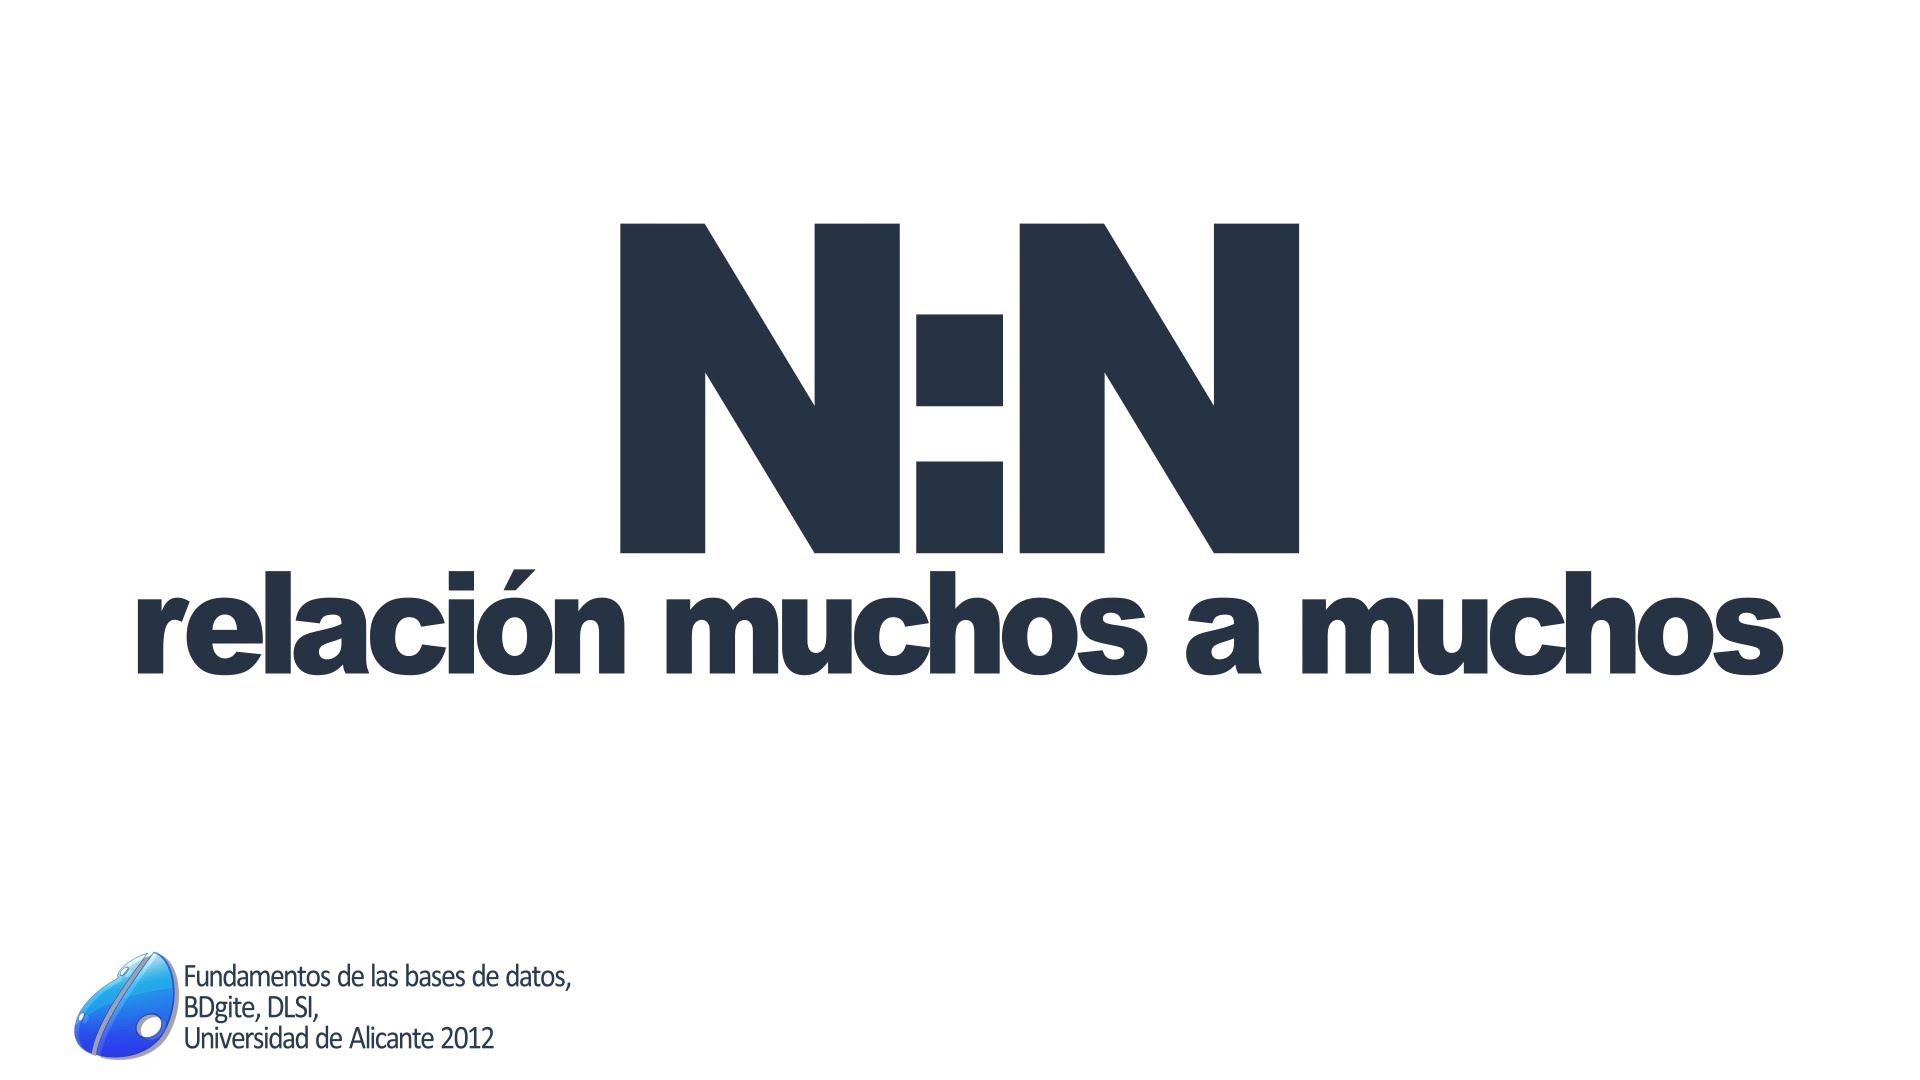 N:N
relación muchos a muchos
Fundamentos de las bases de datos,
BDgite, DLSI,
Universidad de Alicante 2012